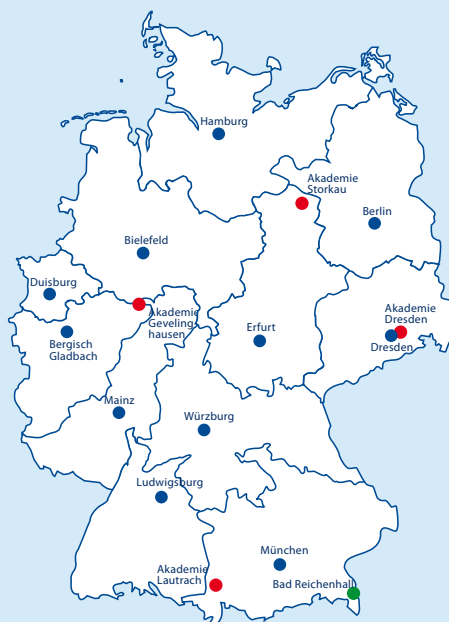 Hamburg
Akademie
Storkau
Berlin
Bielefeld
Duisburg
Akademie
Geveling-
hausen
Erfurt
Akademie
Dresden
Dresden
Bergisch
Gladbach
Mainz
Würzburg
Ludwigsburg
München
Akademie
Lautrach
Bad Reichenhall